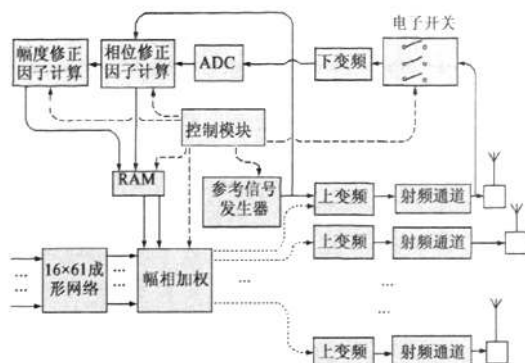 电子开关
幅度修正
因子计算
相位修正
因子计算
ADC
下变频
控制模块
RAM
参考信号
发生器
上变频
射频通道
16×61成
形网络
幅相加权
上变频
射频通道
上变频
射频通道